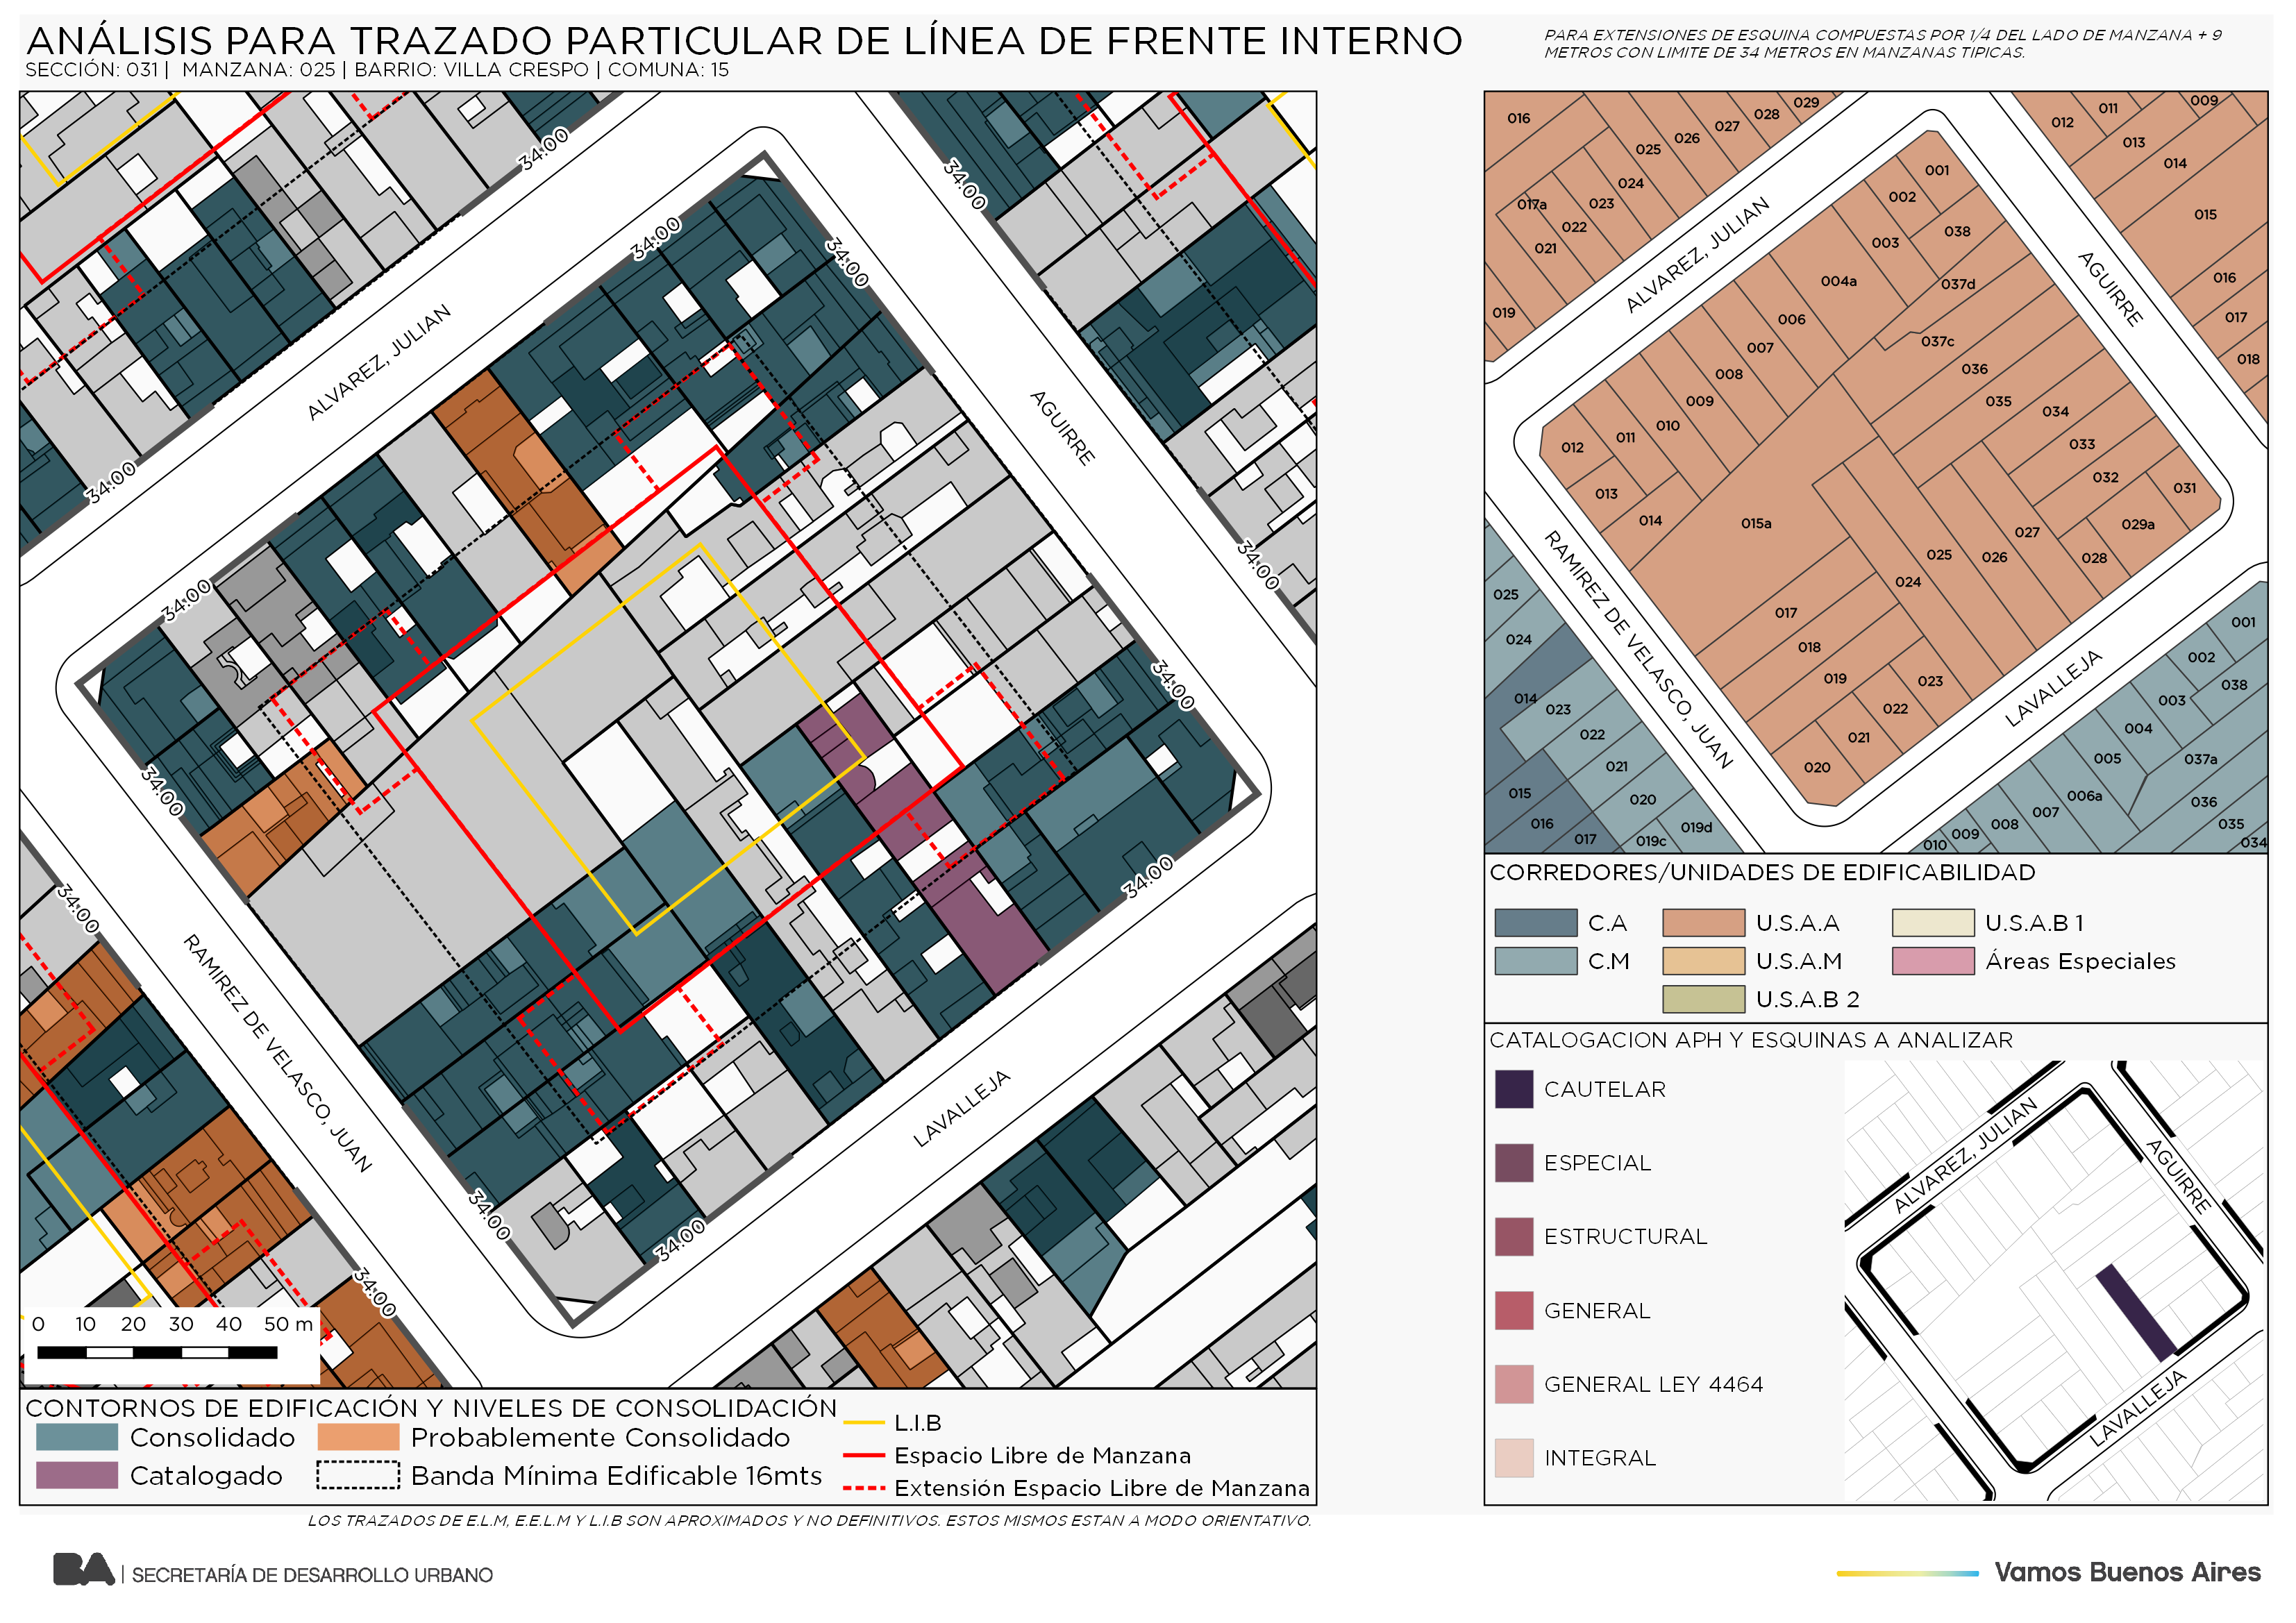 ANÁLISIS PARA TRAZADO PARTICULAR DE LÍNEA DE FRENTE INTERNO
SECCIÓN: 031 | MANZANA: 025 | BARRIO: VILLA CRESPO | COMUNA: 15
PARA EXTENSIONES DE ESQUINA COMPUESTAS POR 1/4 DEL LADO DE MANZANA + 9
METROS CON LIMITE DE 34 METROS EN MANZANAS TIPICAS.
34.00
34.00
34.00
34.00
34.00
34.00
34.00
34.00
34.00
34.00
34.00
34.00
34.00
34.00
ALVAREZ, JULIAN
AGUIRRE
RAMIREZ DE VELASCO, JUAN
LAVALLEJA
0 10 20 30 40 50 m
CONTORNOS DE EDIFICACIÓN Y NIVELES DE CONSOLIDACIÓN
Consolidado
Probablemente Consolidado
Catalogado
Banda Mínima Edificable 16mts
L.I.B
Espacio Libre de Manzana
Extensión Espacio Libre de Manzana
LOS TRAZADOS DE E.L.M, E.E.L.M Y L.I.B SON APROXIMADOS Y NO DEFINITIVOS. ESTOS MISMOS ESTAN A MODO ORIENTATIVO.
016
025
026
027
028
029
024
023
017a
022
021
019
012
011
009
013
014
015
016
017
018
ALVAREZ, JULIAN
AGUIRRE
RAMIREZ DE VELASCO, JUAN
LAVALLEJA
001
002
003
038
004a
037d
006
037c
007
036
008
035
009
034
010
033
011
032
012
031
013
014
015a
029a
027
028
025
026
024
017
018
019
023
022
021
020
025
024
014
023
022
021
015
020
016
017
019c
019d
001
002
038
003
004
005
037a
006a
036
007
008
035
009
010
034
CORREDORES/UNIDADES DE EDIFICABILIDAD
C.A
U.S.A.A
U.S.A.B 1
C.M
U.S.A.M
Áreas Especiales
U.S.A.B 2
CATALOGACION APH Y ESQUINAS A ANALIZAR
CAUTELAR
ESPECIAL
ESTRUCTURAL
GENERAL
GENERAL LEY 4464
INTEGRAL
ALVAREZ, JULIAN
AGUIRRE
LAVALLEJA
BA | SECRETARÍA DE DESARROLLO URBANO
Vamos Buenos Aires